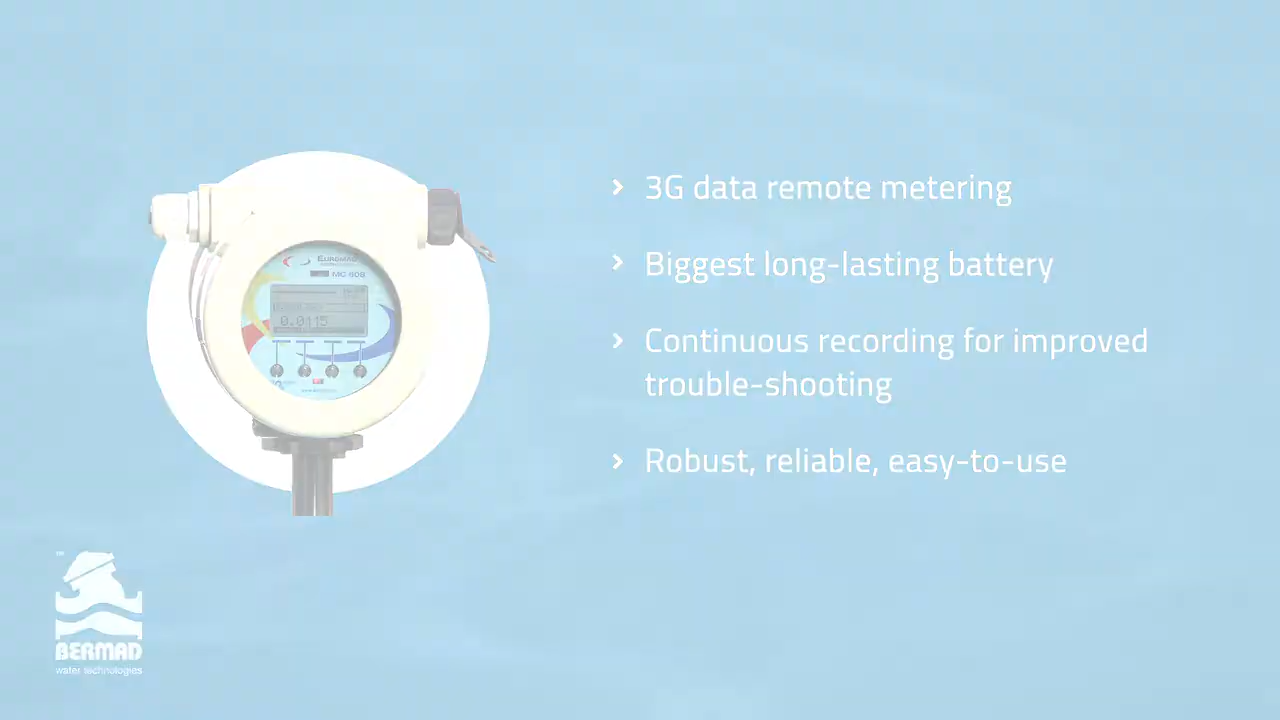 3G data remote metering
Biggest long-lasting battery
Continuous recording for improved
trouble-shooting
Robust, reliable, easy-to-use
EUROMAG
MC 608
0.0115
TM
BERMAD
water technologies